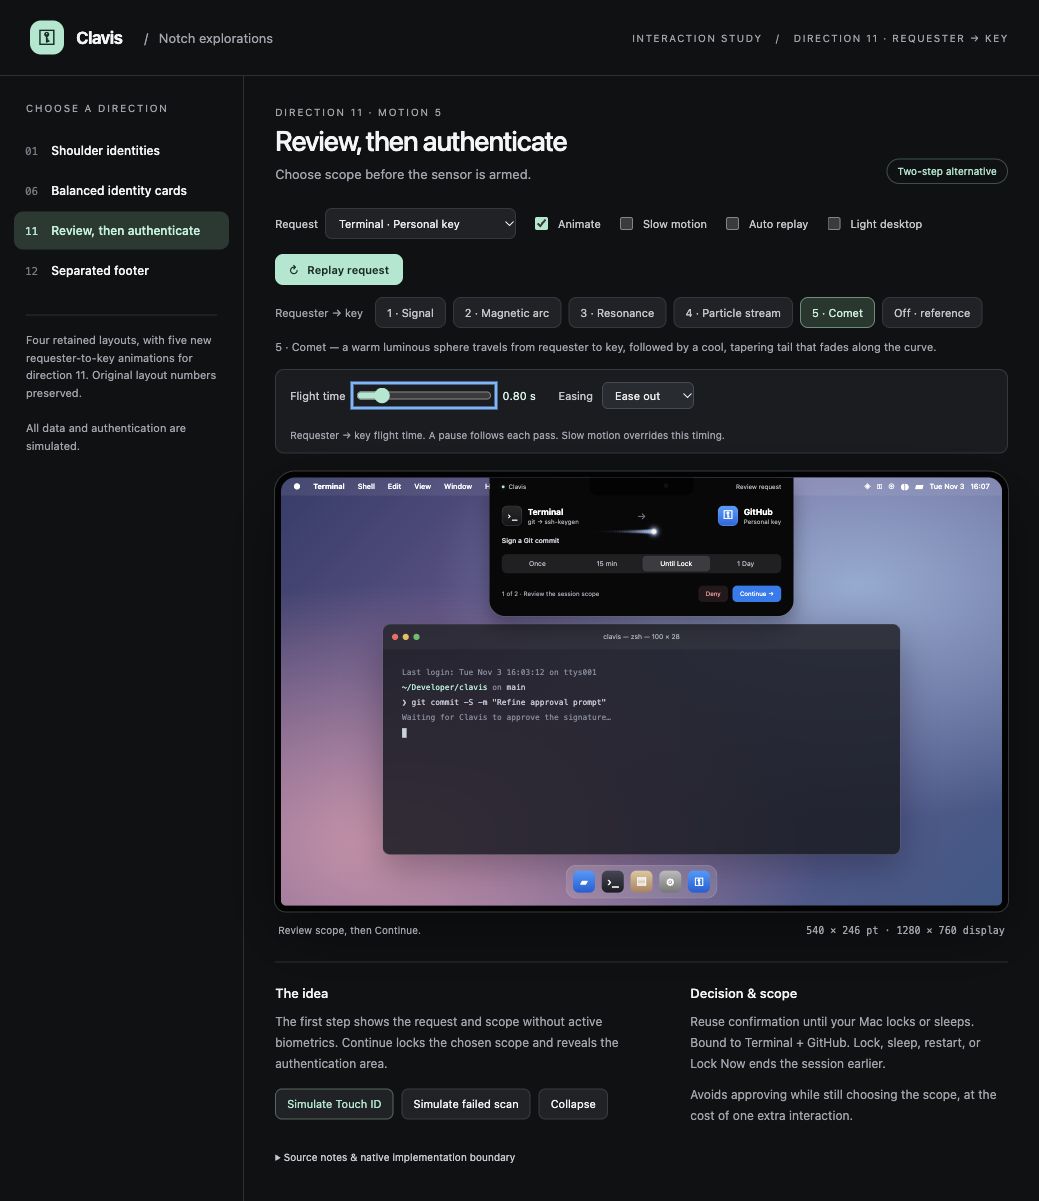 Clavis / Notch explorations
INTERACTION STUDY / DIRECTION 11 · REQUESTER → KEY
CHOOSE A DIRECTION
01 Shoulder identities
06 Balanced identity cards
11 Review, then authenticate
12 Separated footer
Four retained layouts, with five new
requester-to-key animations for
direction 11. Original layout numbers
preserved.
All data and authentication are
simulated.
DIRECTION 11 · MOTION 5
Review, then authenticate
Choose scope before the sensor is armed.
Two-step alternative
Request Terminal · Personal key Animate Slow motion Auto replay Light desktop
↻ Replay request
Requester → key 1 · Signal 2 · Magnetic arc 3 · Resonance 4 · Particle stream 5 · Comet Off · reference
5 · Comet — a warm luminous sphere travels from requester to key, followed by a cool, tapering tail that fades along the curve.
Flight time 0.80 s Easing Ease out
Requester → key flight time. A pause follows each pass. Slow motion overrides this timing.
Terminal Shell Edit View Window H
Tue Nov 3 16:07
Clavis Review request
Terminal → GitHub
git → ssh-keygen Personal key
Sign a Git commit
Once 15 min Until Lock 1 Day
1 of 2 · Review the session scope Deny Continue →
clavis — zsh — 100 × 28
Last login: Tue Nov 3 16:03:12 on ttys001
~/Developer/clavis on main
❯ git commit -S -m "Refine approval prompt"
Waiting for Clavis to approve the signature…
Review scope, then Continue.
540 × 246 pt · 1280 × 760 display
The idea
The first step shows the request and scope without active
biometrics. Continue locks the chosen scope and reveals the
authentication area.
Simulate Touch ID Simulate failed scan Collapse
Decision & scope
Reuse confirmation until your Mac locks or sleeps.
Bound to Terminal + GitHub. Lock, sleep, restart, or
Lock Now ends the session earlier.
Avoids approving while still choosing the scope, at the
cost of one extra interaction.
▸ Source notes & native implementation boundary